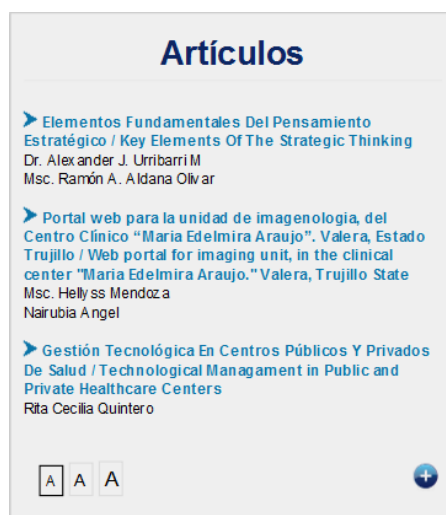 Artículos
Elementos Fundamentales Del Pensamiento
Estratégico / Key Elements Of The Strategic Thinking
Dr. Alexander J. Urribarri M
Msc. Ramón A. Aldana Olivar
Portal web para la unidad de imagenologia, del
Centro Clínico “Maria Edelmira Araujo”. Valera, Estado
Trujillo / Web portal for imaging unit, in the clinical
center "Maria Edelmira Araujo." Valera, Trujillo State
Msc. Hellyss Mendoza
Nairubia Angel
Gestión Tecnológica En Centros Públicos Y Privados
De Salud / Technological Managament in Public and
Private Healthcare Centers
Rita Cecilia Quintero
A A A